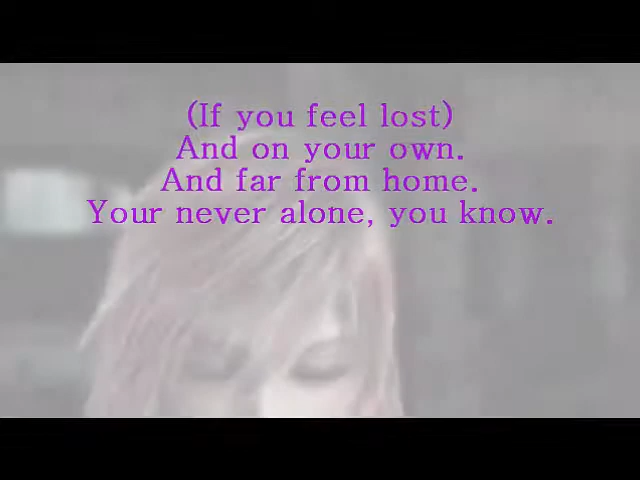 (If you feel lost)
And on your own.
And far from home.
Your never alone, you know.